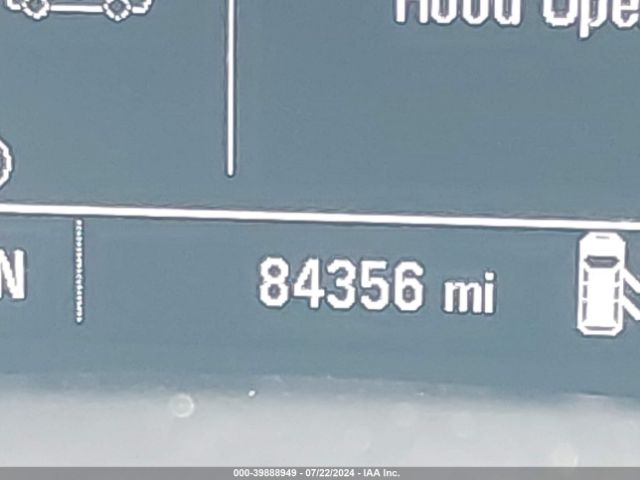 Hood Ope
N
84356 mi
000-39888949 - 07/22/2024 - IAA Inc.